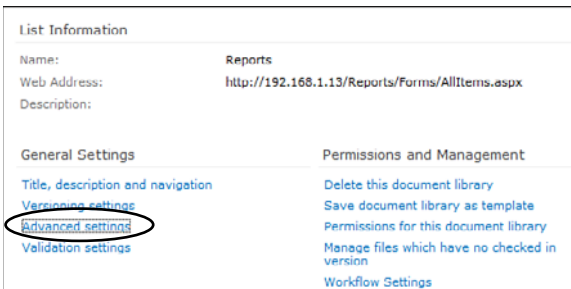 List Information
Name: Reports
Web Address: http://192.168.1.13/Reports/Forms/AllItems.aspx
Description:
General Settings
Title, description and navigation
Versioning settings
Advanced settings
Validation settings
Permissions and Management
Delete this document library
Save document library as template
Permissions for this document library
Manage files which have no checked in
version
Workflow Settings